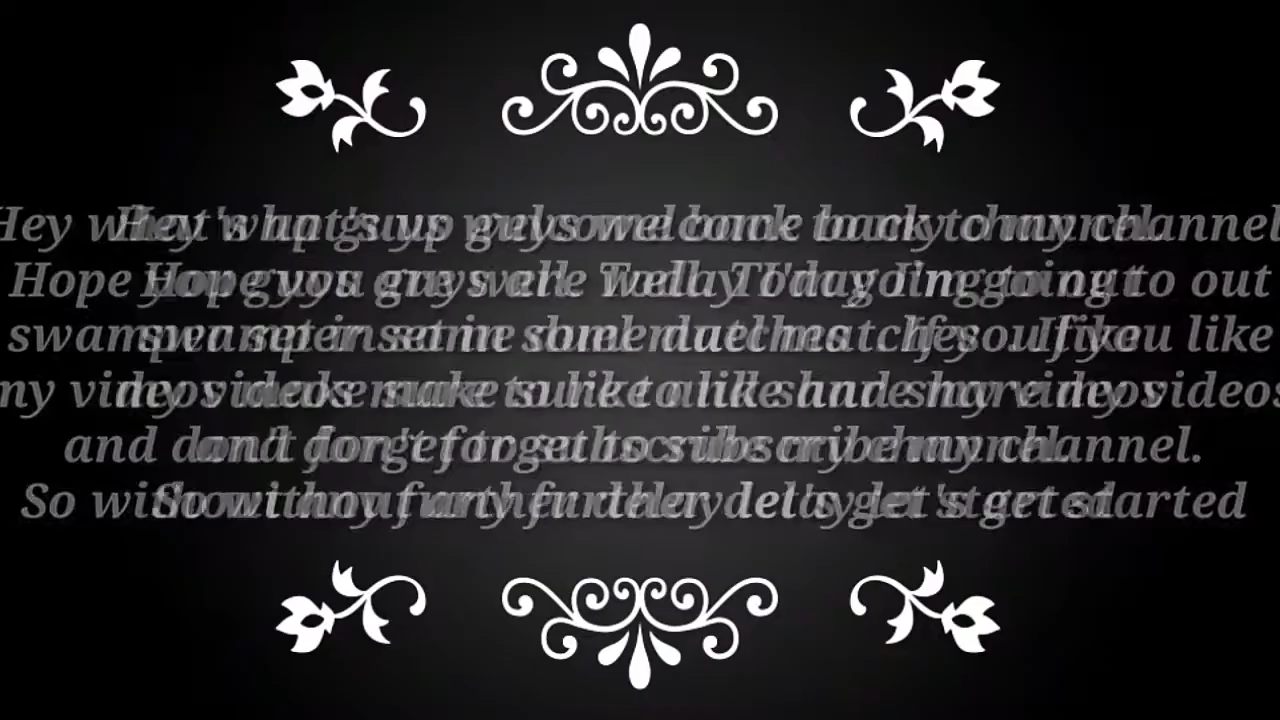 Hey what's up guys welcome back to my channel
Hope you guys are well. Today I'm going to out
swamper in some matches. If you like
my videos make sure to like and share my videos
and don't forget to subscribe my channel.
So without any further delay let's get started